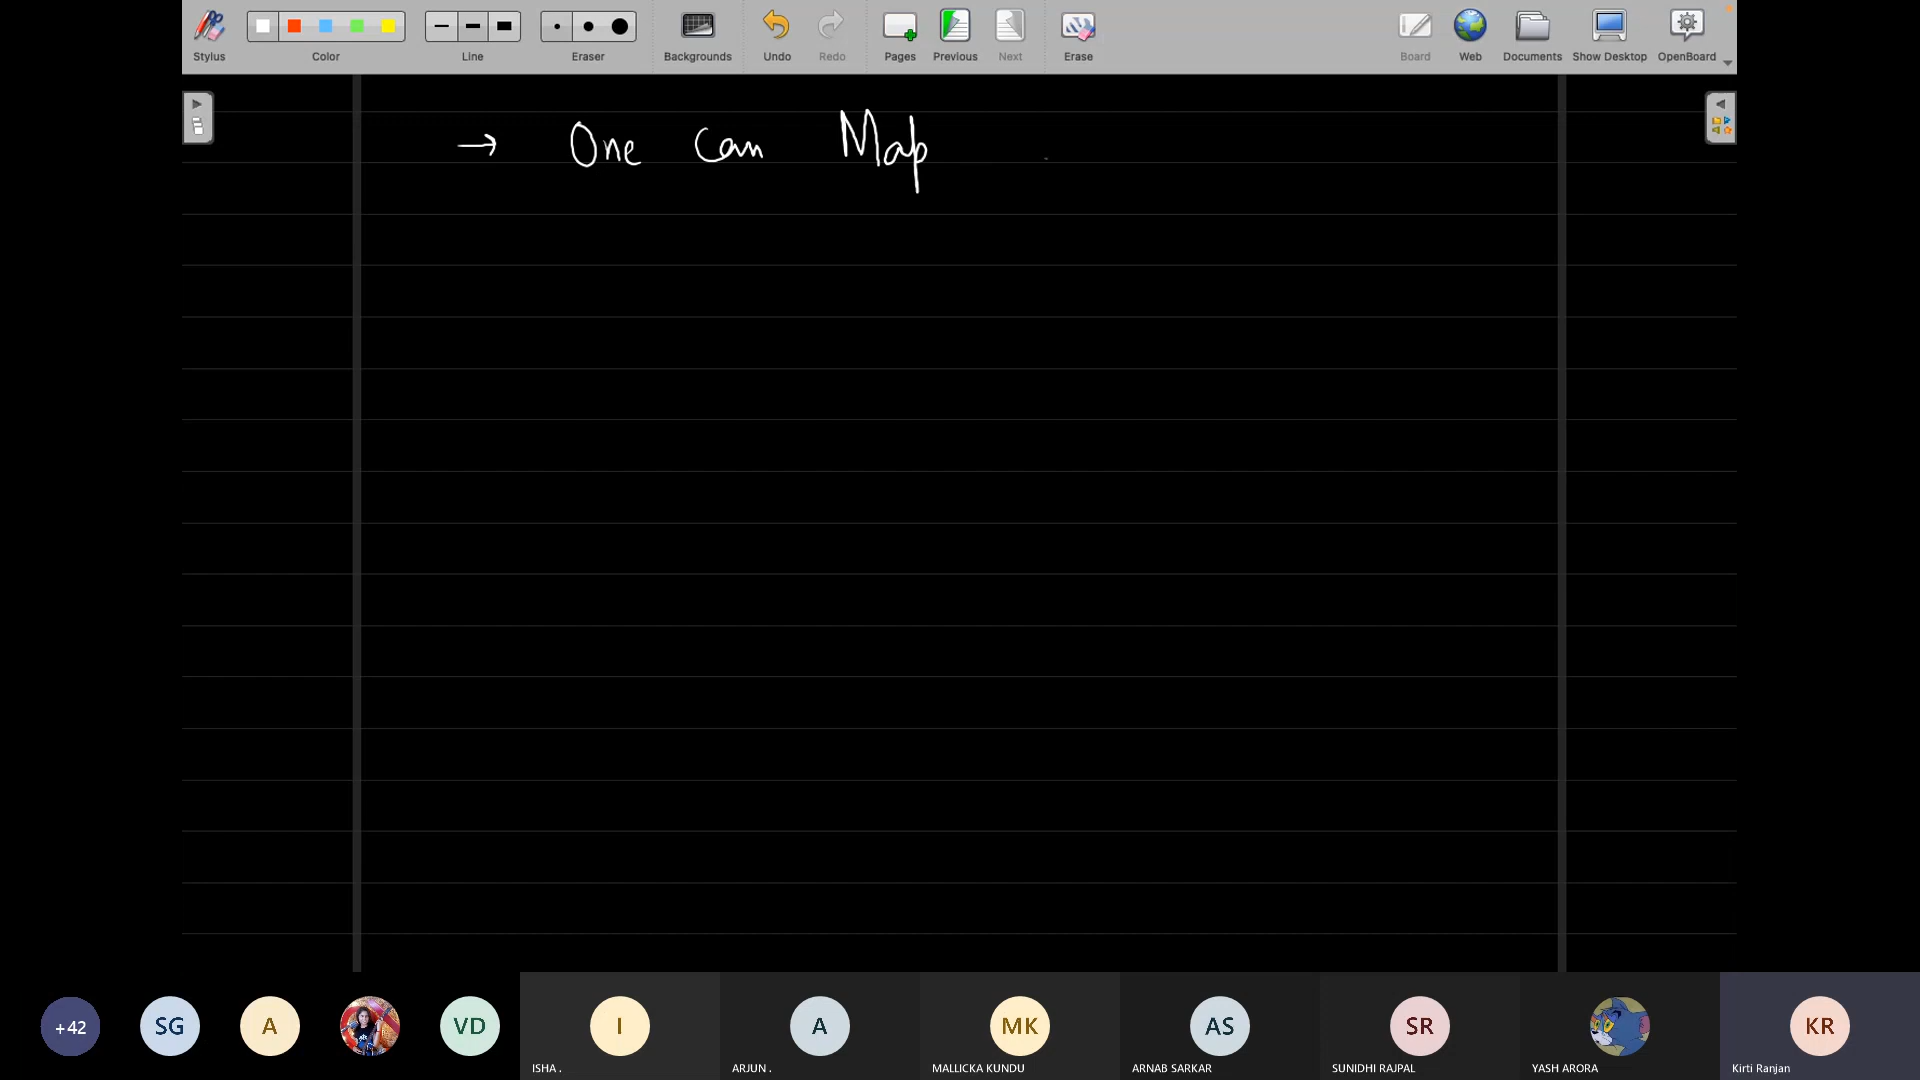 Stylus Color Line Eraser Backgrounds Undo Redo Pages Previous Next Erase Board Web Documents Show Desktop OpenBoard
→ One Can Map
+42 SG A VD I A MK AS SR KR
ISHA . ARJUN . MALLICKA KUNDU ARNAB SARKAR SUNIDHI RAJPAL YASH ARORA Kirti Ranjan